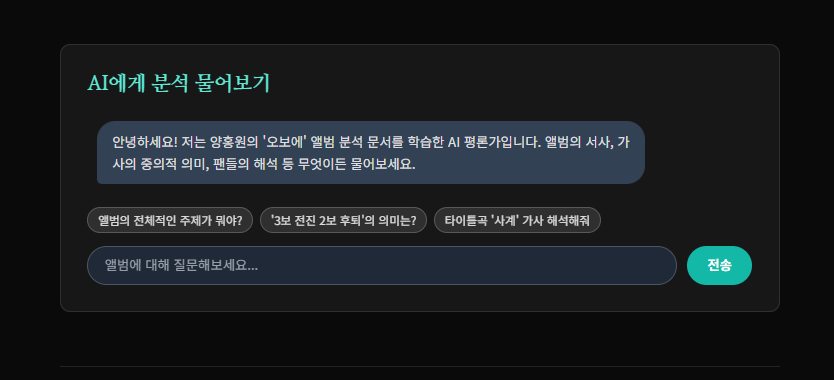 AI에게 분석 물어보기
안녕하세요! 저는 양홍원의 '오보에' 앨범 분석 문서를 학습한 AI 평론가입니다. 앨범의 서사, 가
사의 중의적 의미, 팬들의 해석 등 무엇이든 물어보세요.
앨범의 전체적인 주제가 뭐야? '3보 전진 2보 후퇴'의 의미는? 타이틀곡 '사계' 가사 해석해줘
앨범에 대해 질문해보세요... 전송